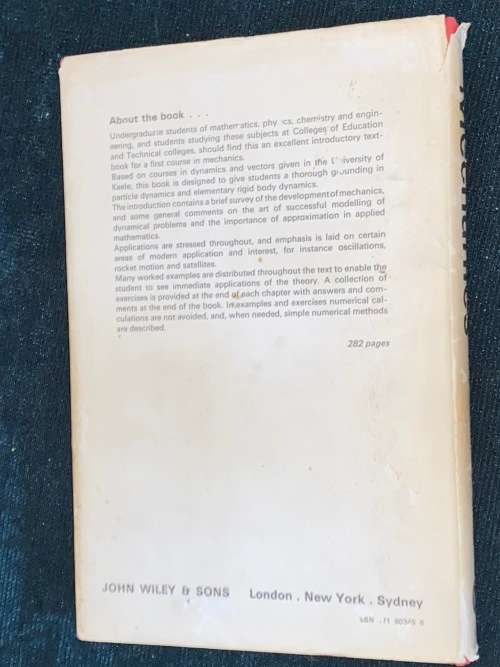 About the book . . .
Undergraduate students of mathematics, physics, chemistry and engin-
eering, and students studying these subjects at Colleges of Education
and Technical colleges, should find this an excellent introductory text-
book for a first course in mechanics.
Based on courses in dynamics and vectors given in the University of
Keele, this book is designed to give students a thorough grounding in
particle dynamics and elementary rigid body dynamics.
The introduction contains a brief survey of the development of mechanics,
and some general comments on the art of successful modelling of
dynamical problems and the importance of approximation in applied
mathematics.
Applications are stressed throughout, and emphasis is laid on certain
areas of modern application and interest, for instance oscillations,
rocket motion and satellites.
Many worked examples are distributed throughout the text to enable the
student to see immediate applications of the theory. A collection of
exercises is provided at the end of each chapter with answers and com-
ments at the end of the book. In examples and exercises numerical cal-
culations are not avoided, and, when needed, simple numerical methods
are described.
282 pages
JOHN WILEY & SONS London . New York . Sydney